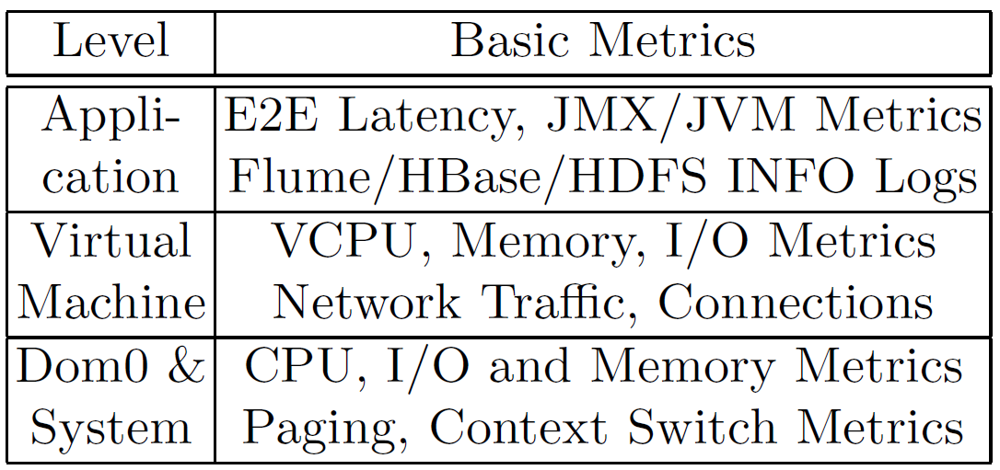 Level Basic Metrics
Appli- E2E Latency, JMX/JVM Metrics
cation Flume/HBase/HDFS INFO Logs
Virtual VCPU, Memory, I/O Metrics
Machine Network Traffic, Connections
Dom0 & CPU, I/O and Memory Metrics
System Paging, Context Switch Metrics